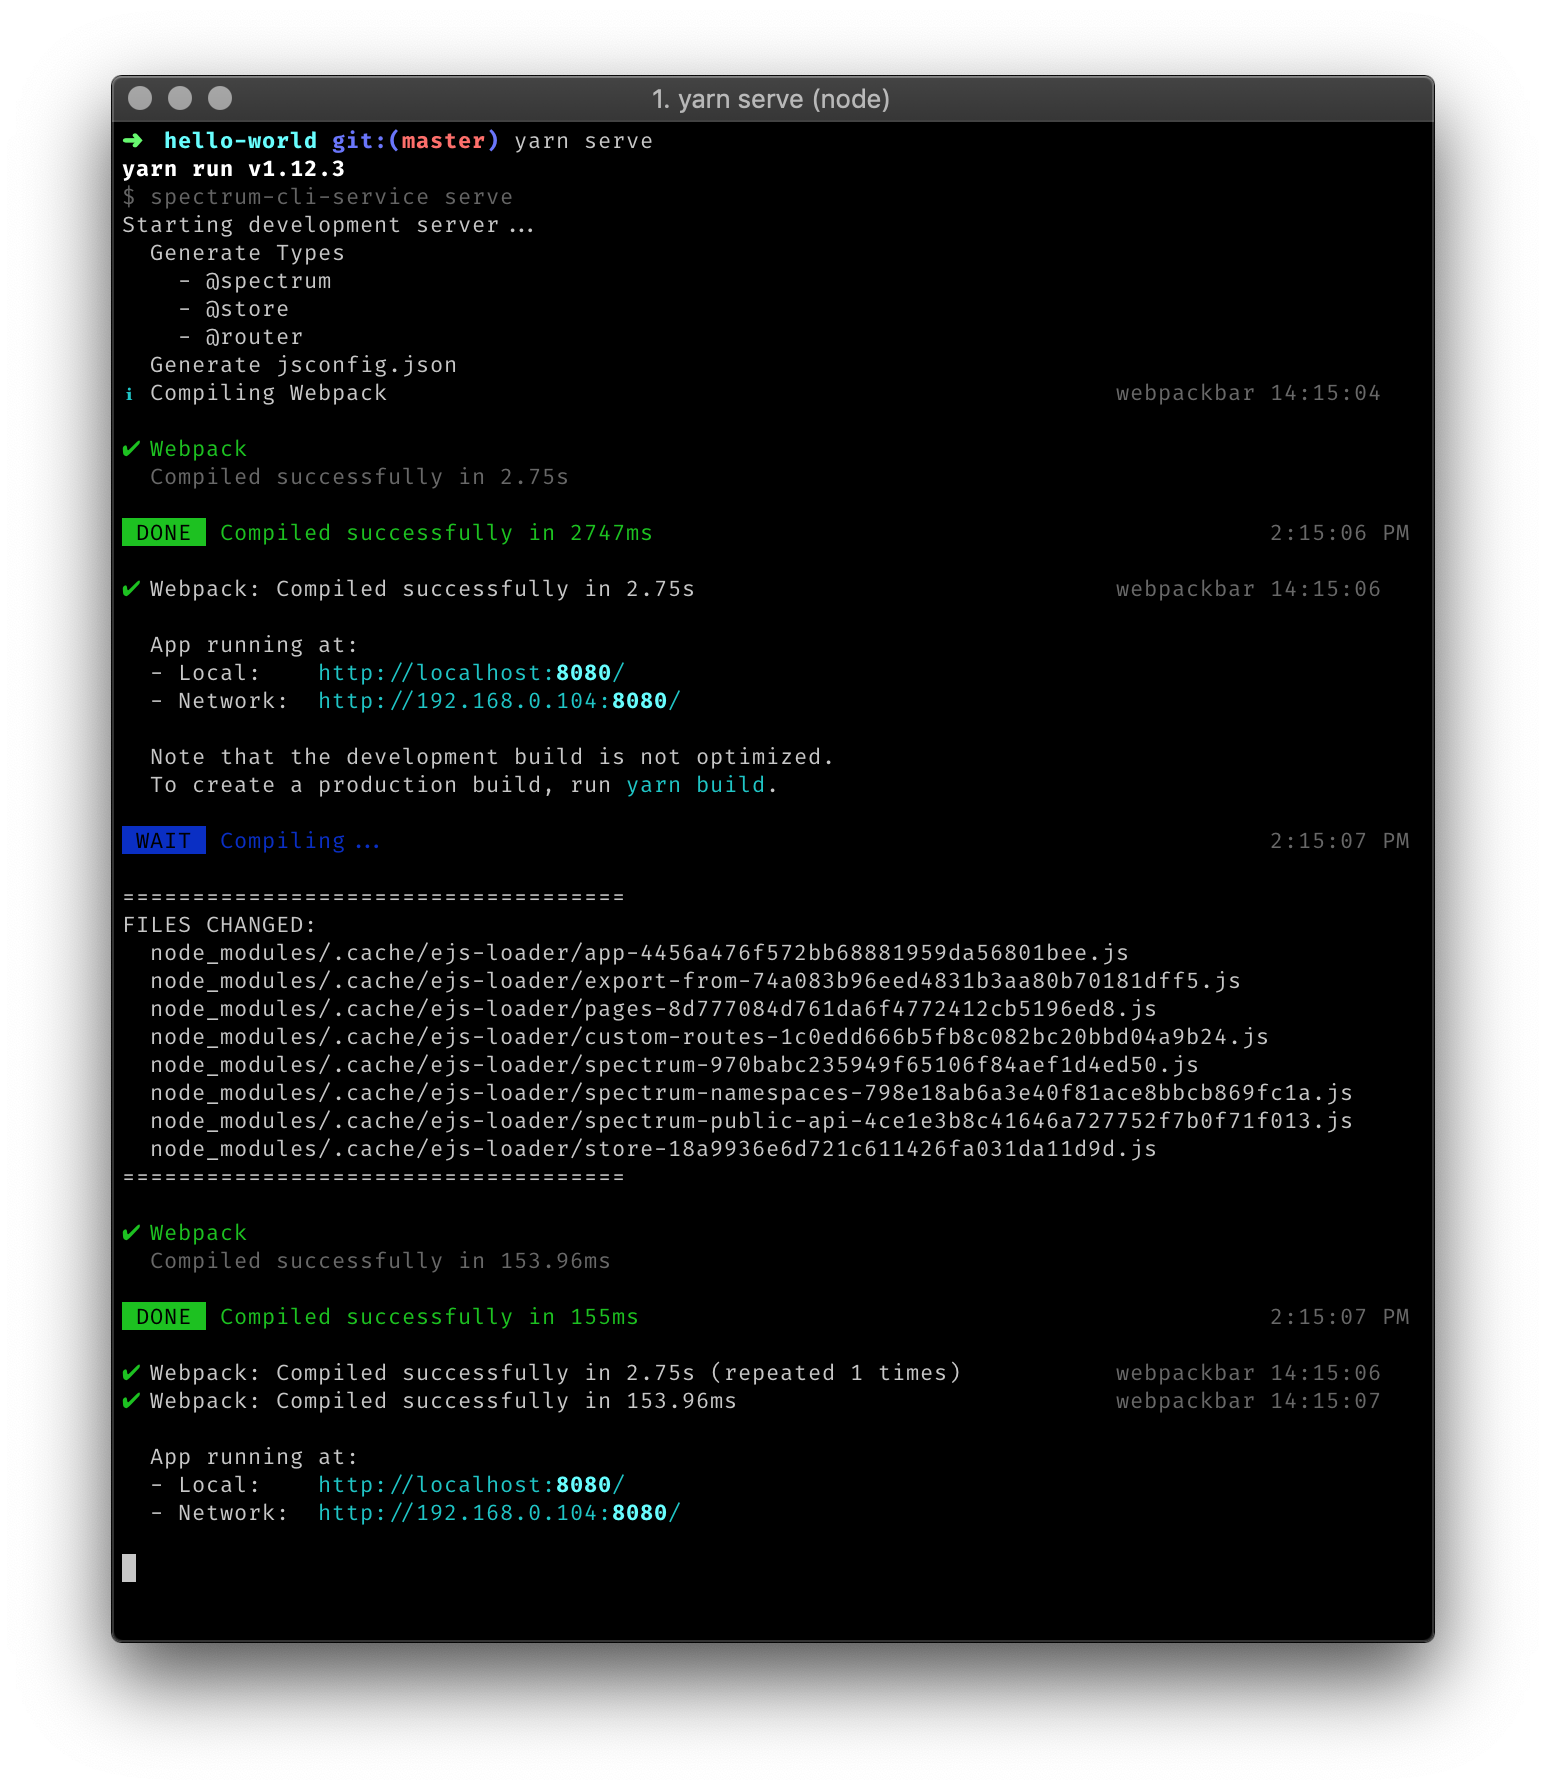 1. yarn serve (node)
➜ hello-world git:(master) yarn serve
yarn run v1.12.3
$ spectrum-cli-service serve
Starting development server...
Generate Types
- @spectrum
- @store
- @router
Generate jsconfig.json
ℹ Compiling Webpack webpackbar 14:15:04
✔ Webpack
Compiled successfully in 2.75s
DONE Compiled successfully in 2747ms 2:15:06 PM
✔ Webpack: Compiled successfully in 2.75s webpackbar 14:15:06
App running at:
- Local: http://localhost:8080/
- Network: http://192.168.0.104:8080/
Note that the development build is not optimized.
To create a production build, run yarn build.
WAIT Compiling... 2:15:07 PM
====================================
FILES CHANGED:
node_modules/.cache/ejs-loader/app-4456a476f572bb68881959da56801bee.js
node_modules/.cache/ejs-loader/export-from-74a083b96eed4831b3aa80b70181dff5.js
node_modules/.cache/ejs-loader/pages-8d777084d761da6f4772412cb5196ed8.js
node_modules/.cache/ejs-loader/custom-routes-1c0edd666b5fb8c082bc20bbd04a9b24.js
node_modules/.cache/ejs-loader/spectrum-970babc235949f65106f84aef1d4ed50.js
node_modules/.cache/ejs-loader/spectrum-namespaces-798e18ab6a3e40f81ace8bbcb869fc1a.js
node_modules/.cache/ejs-loader/spectrum-public-api-4ce1e3b8c41646a727752f7b0f71f013.js
node_modules/.cache/ejs-loader/store-18a9936e6d721c611426fa031da11d9d.js
====================================
✔ Webpack
Compiled successfully in 153.96ms
DONE Compiled successfully in 155ms 2:15:07 PM
✔ Webpack: Compiled successfully in 2.75s (repeated 1 times) webpackbar 14:15:06
✔ Webpack: Compiled successfully in 153.96ms webpackbar 14:15:07
App running at:
- Local: http://localhost:8080/
- Network: http://192.168.0.104:8080/